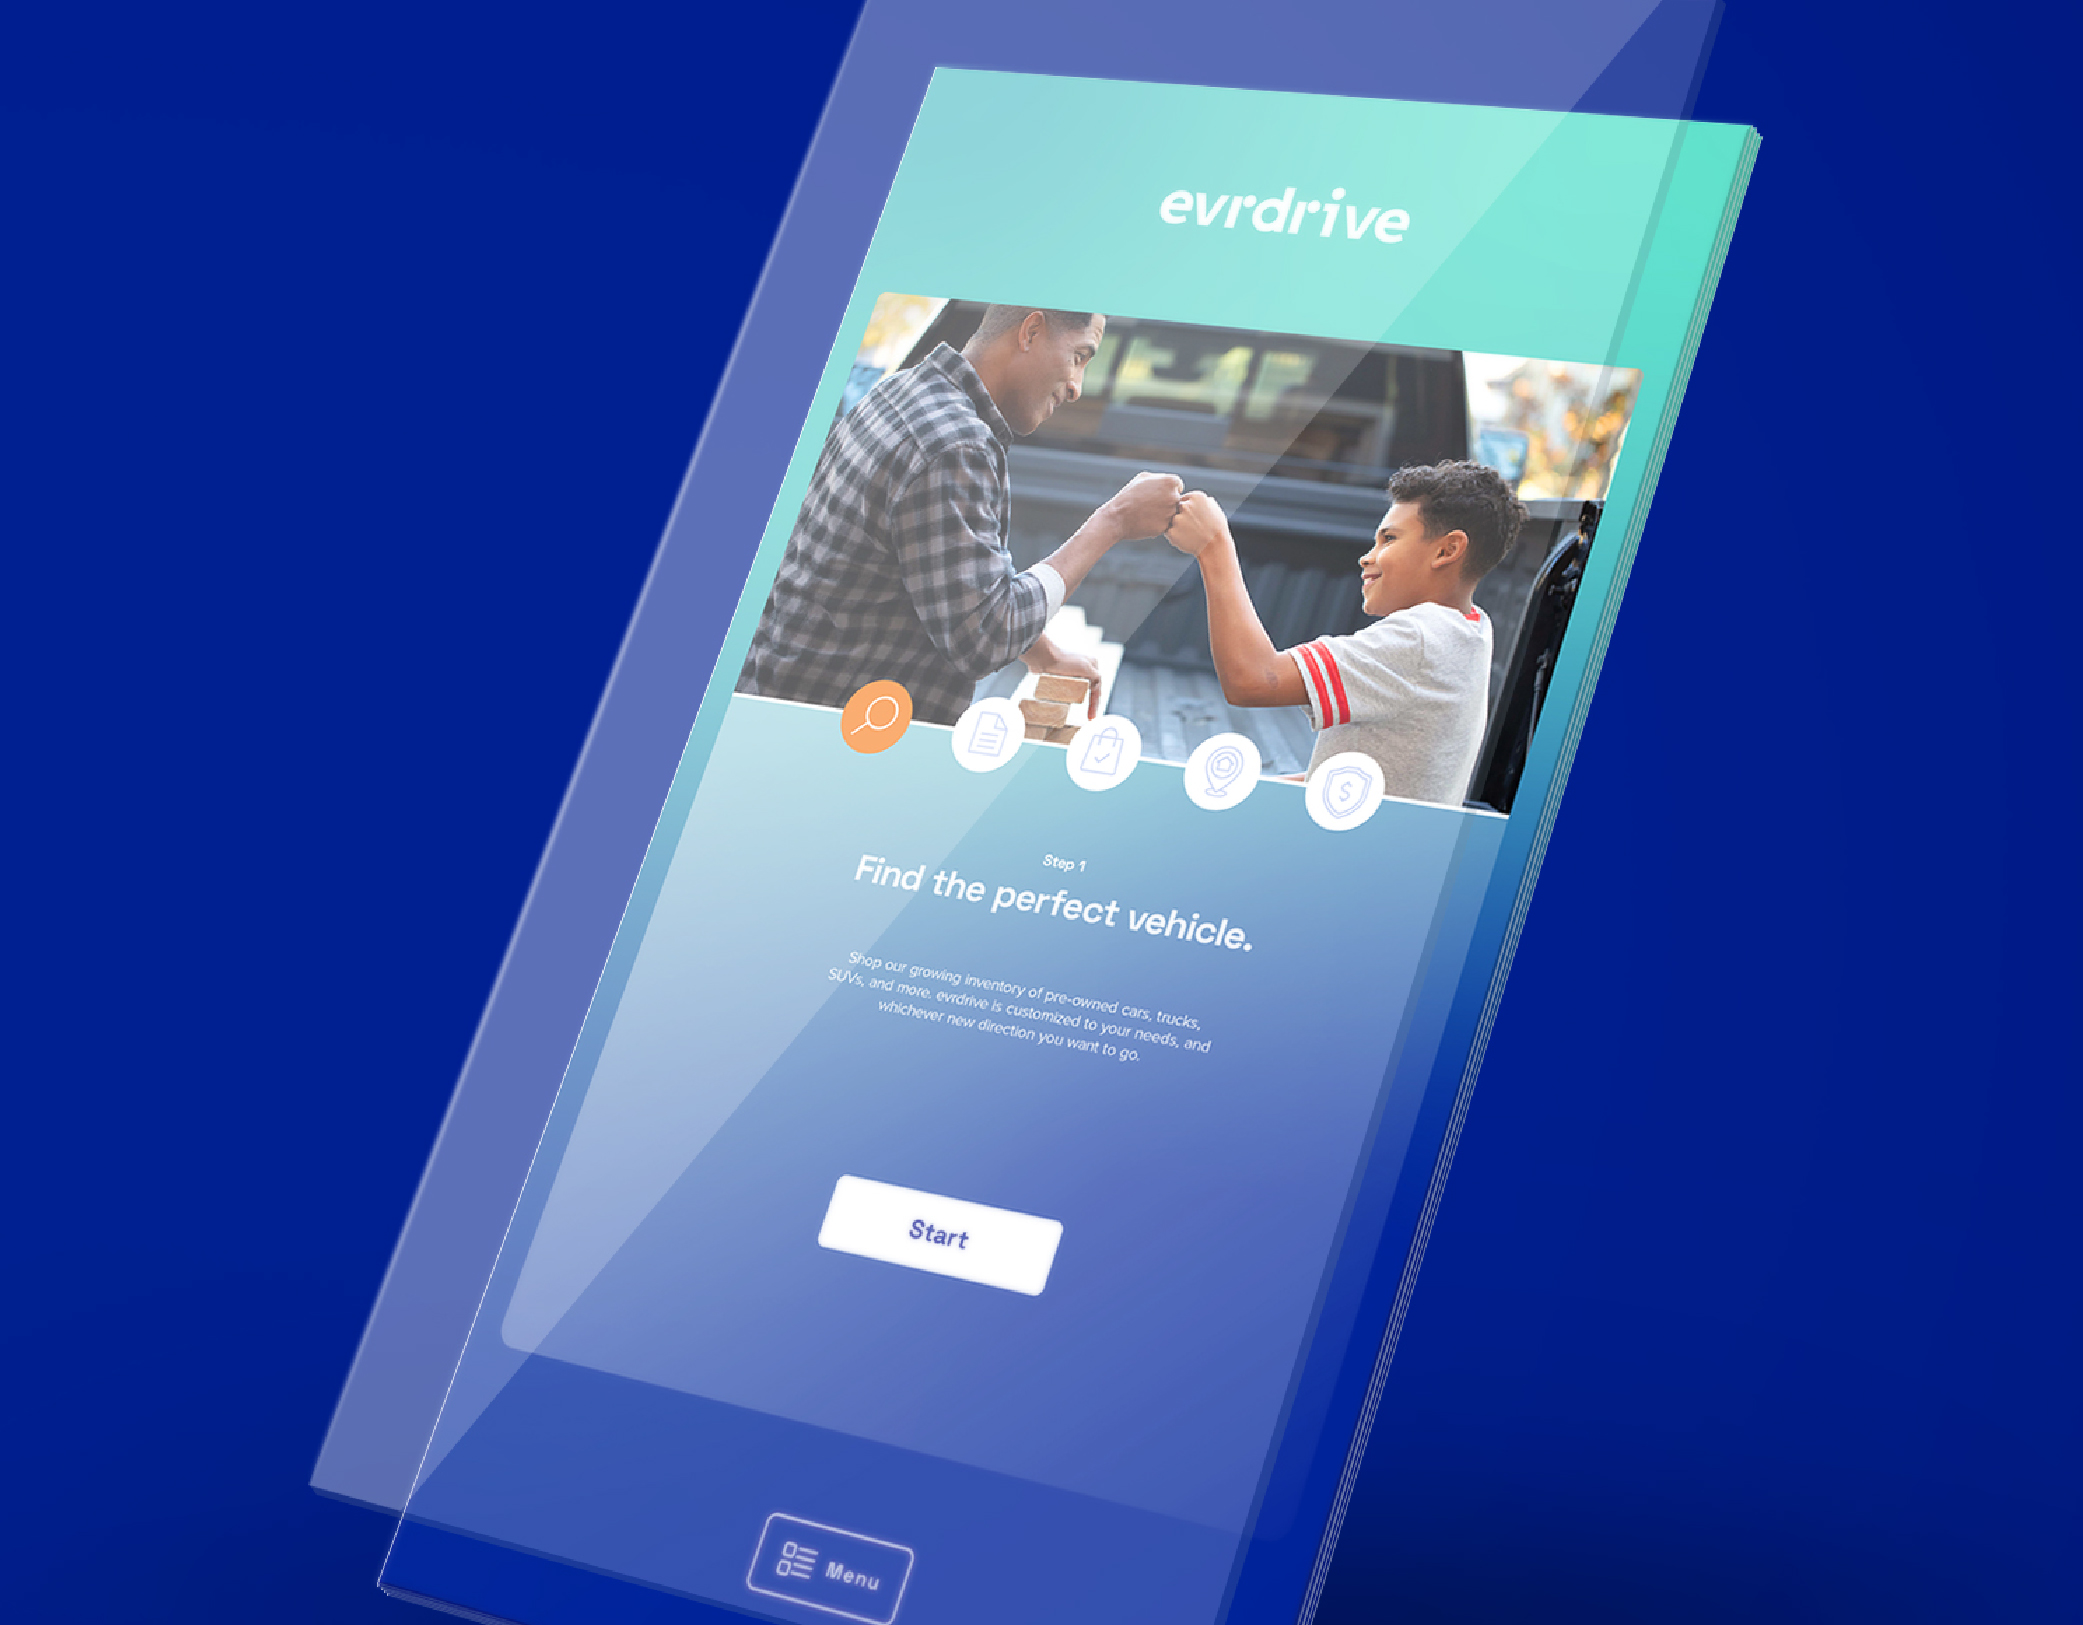 evrdrive
Step 1
Find the perfect vehicle.
Shop our growing inventory of pre-owned cars, trucks,
SUVs, and more. evrdrive is customized to your needs, and
whichever new direction you want to go.
Start
Menu